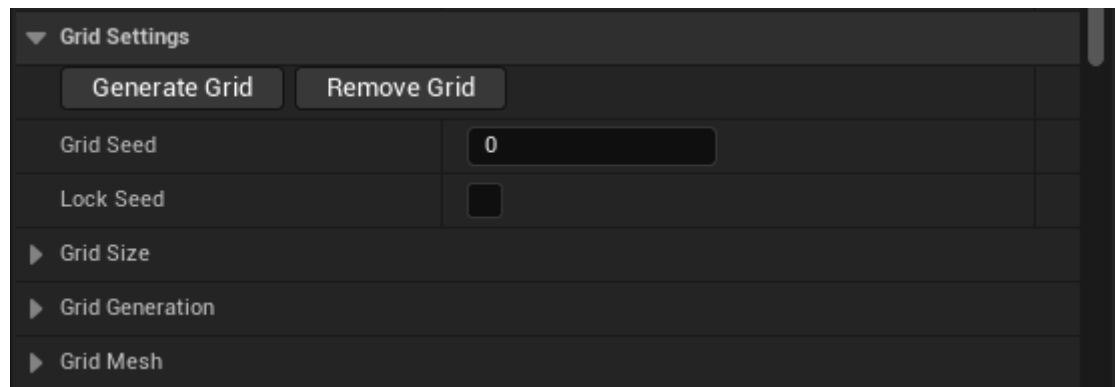 Grid Settings
Generate Grid Remove Grid
Grid Seed 0
Lock Seed
Grid Size
Grid Generation
Grid Mesh